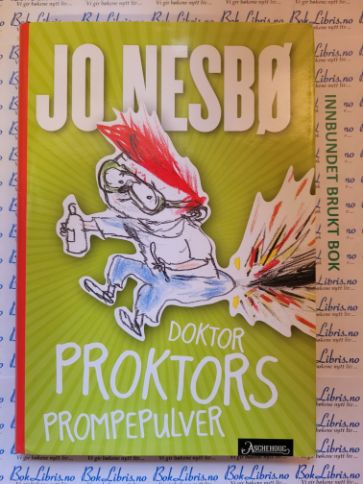 JO NESBØ
DOKTOR
PROKTORS
PROMPEPULVER
ASCHEHOUG
INNBUNDET BRUKT BOK
BokLibris.no
Vi gir bøkene nytt liv...